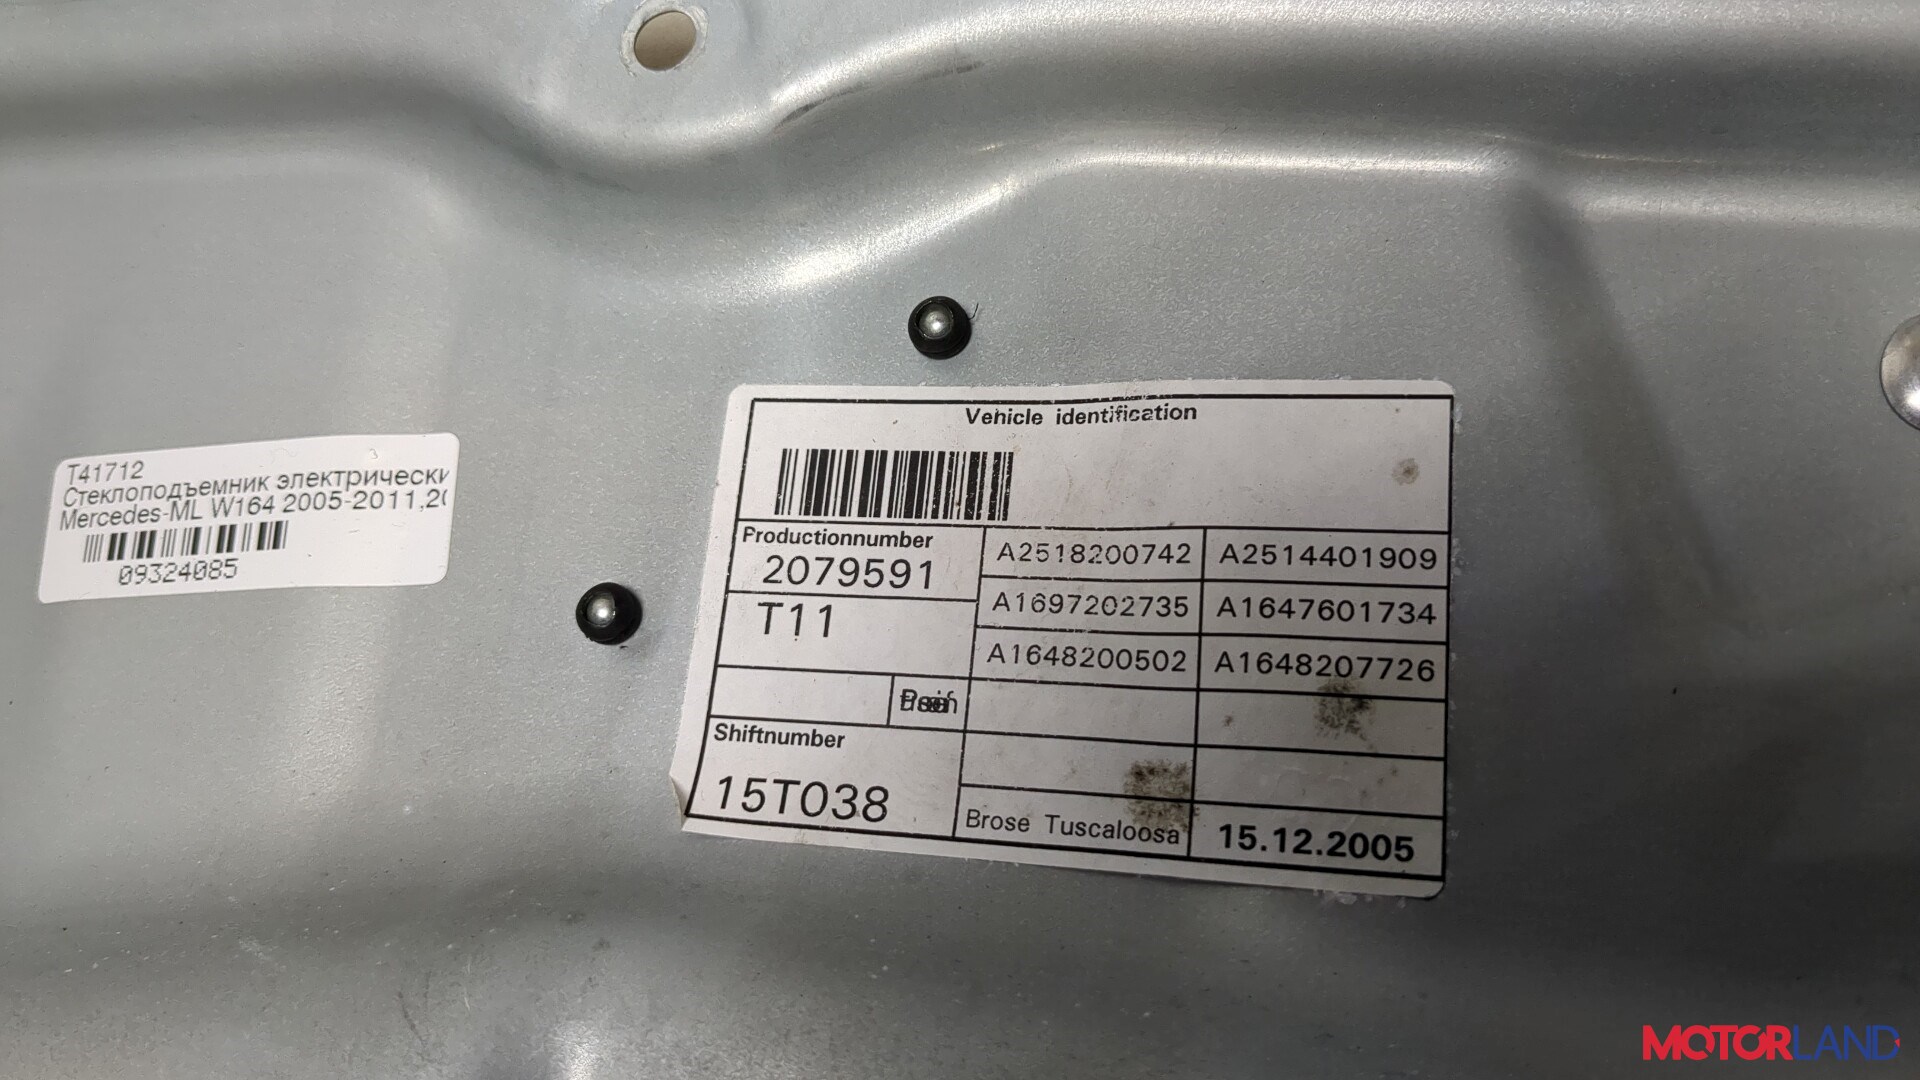 T41712
Стеклоподъемник электрически
Mercedes-ML W164 2005-2011,20
09324085
Vehicle identification
Productionnumber
2079591
T11
Shiftnumber
15T038
A2518200742 A2514401909
A1697202735 A1647601734
A1648200502 A1648207726
Brose Tuscaloosa 15.12.2005
MOTORLAND